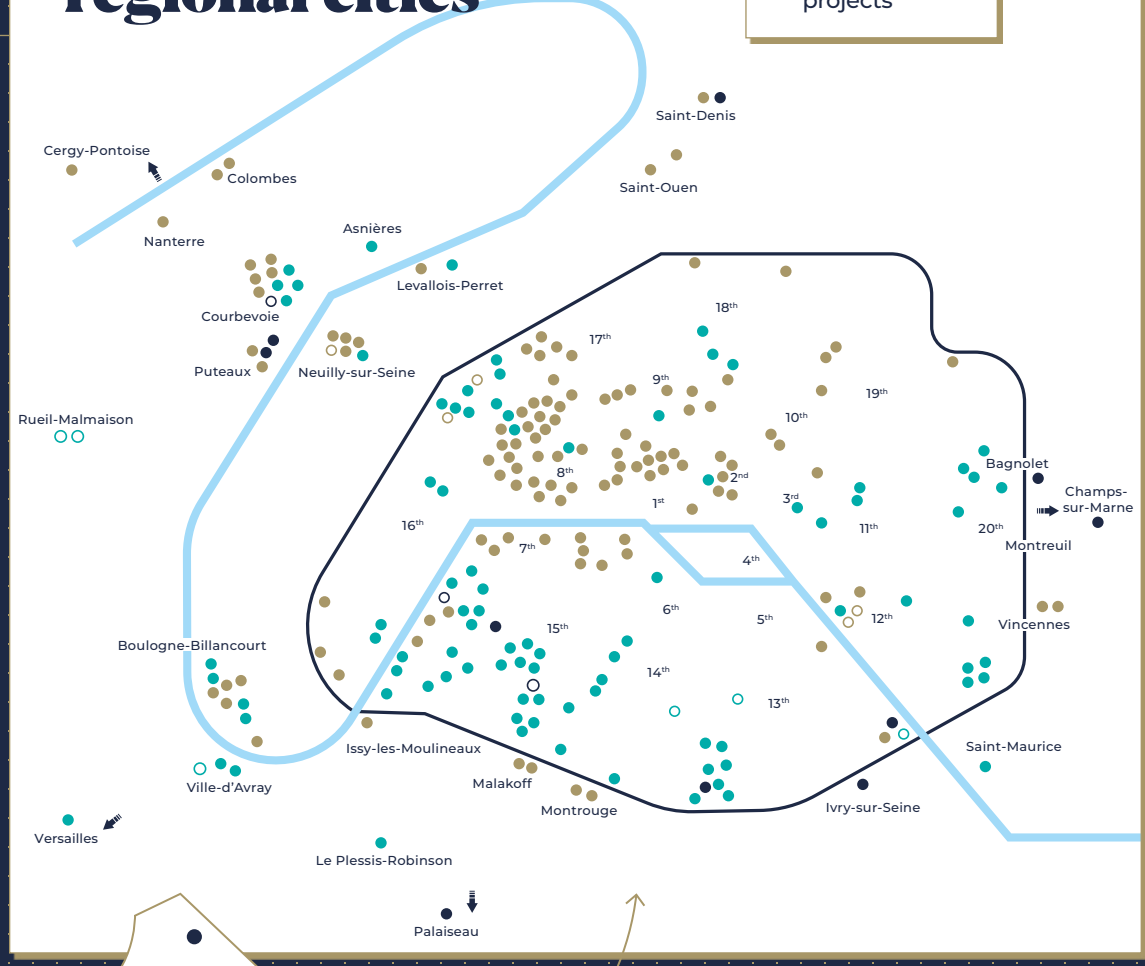 regional cities
projects
Saint-Denis
Cergy-Pontoise
Colombes
Saint-Ouen
Nanterre
Asnières
Levallois-Perret
Courbevoie
18th
17th
Puteaux
Neuilly-sur-Seine
9th
19th
10th
Rueil-Malmaison
Bagnolet
8th
2nd
Champs-
sur-Marne
3rd
1st
16th
11th
20th
7th
Montreuil
4th
6th
5th
12th
Vincennes
15th
Boulogne-Billancourt
14th
13th
Issy-les-Moulineaux
Saint-Maurice
Malakoff
Ville-d'Avray
Montrouge
Ivry-sur-Seine
Versailles
Le Plessis-Robinson
Palaiseau